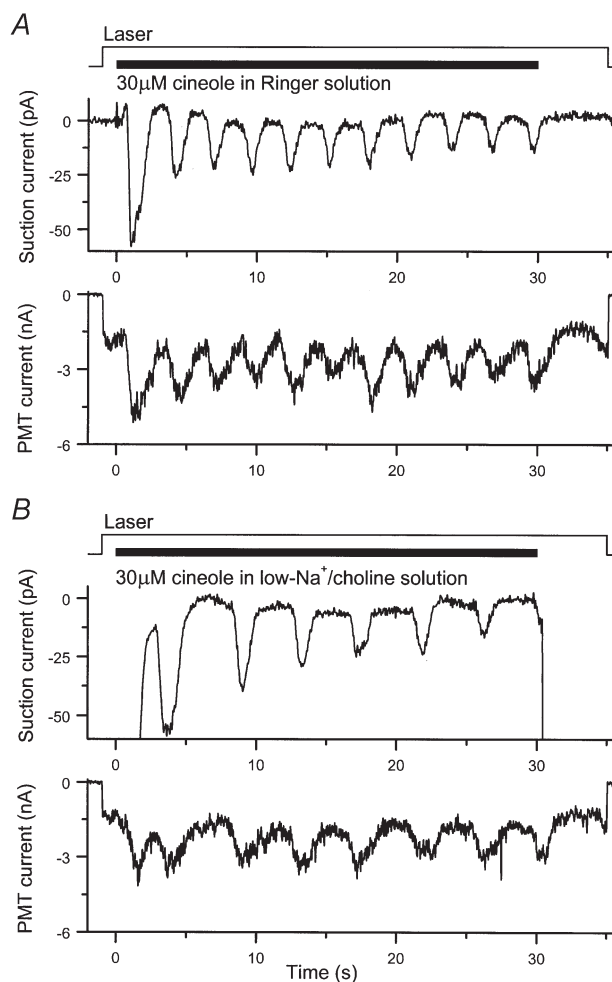 A
Laser
30μM cineole in Ringer solution
Suction current (pA)
0
-25
-50
0 10 20 30
PMT current (nA)
0
-3
-6
0 10 20 30
B
Laser
30μM cineole in low-Na⁺/choline solution
Suction current (pA)
0
-25
-50
0 10 20 30
PMT current (nA)
0
-3
-6
0 10 20 30
Time (s)